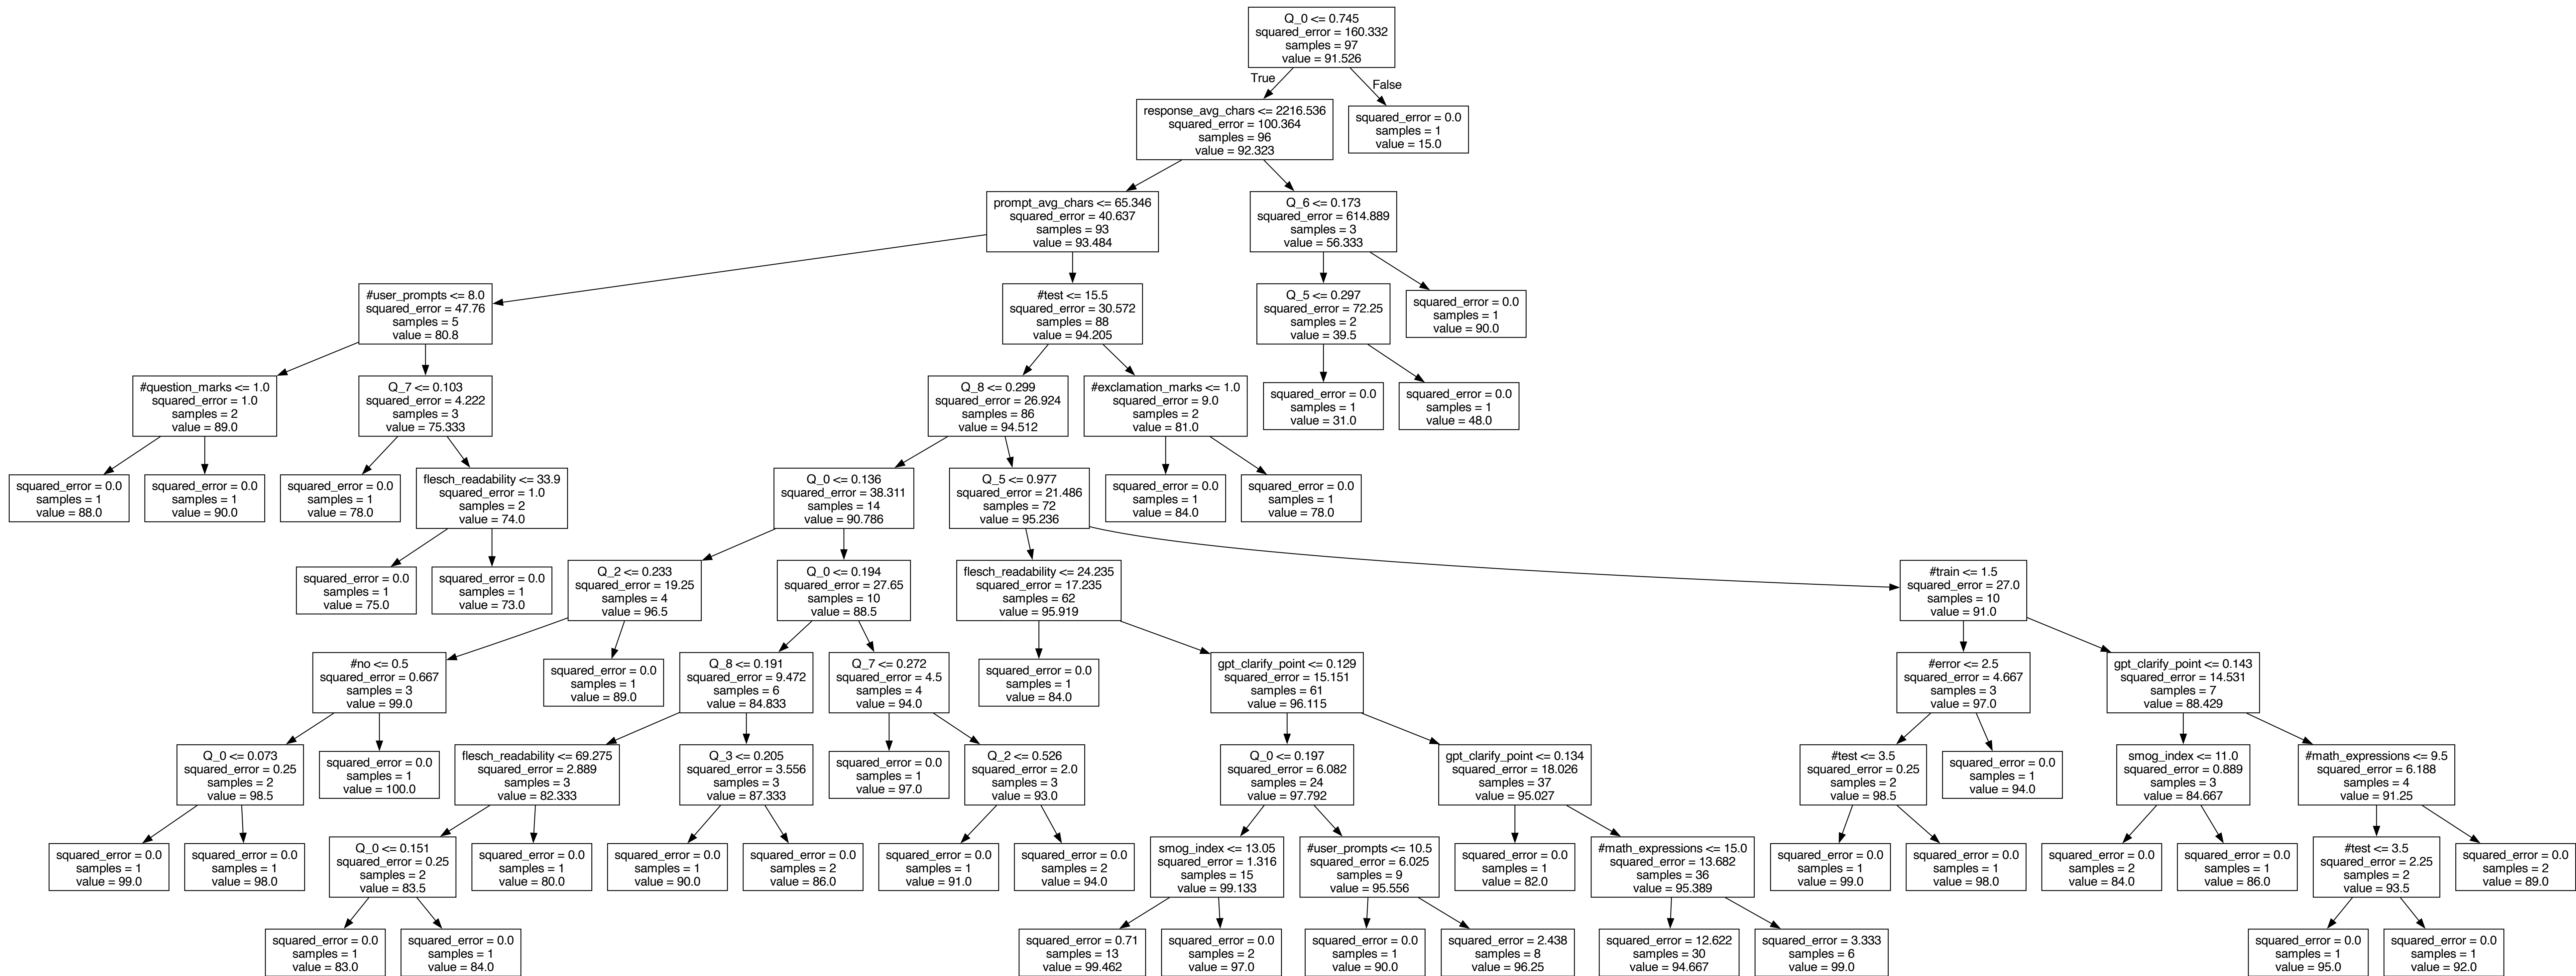 Q_0 <= 0.745
squared_error = 160.332
samples = 97
value = 91.526
True
False
response_avg_chars <= 2216.536
squared_error = 100.364
samples = 96
value = 92.323
squared_error = 0.0
samples = 1
value = 15.0
prompt_avg_chars <= 65.346
squared_error = 40.637
samples = 93
value = 93.484
Q_6 <= 0.173
squared_error = 614.889
samples = 3
value = 56.333
#user_prompts <= 8.0
squared_error = 47.76
samples = 5
value = 80.8
#test <= 15.5
squared_error = 30.572
samples = 88
value = 94.205
Q_5 <= 0.297
squared_error = 72.25
samples = 2
value = 39.5
squared_error = 0.0
samples = 1
value = 90.0
#question_marks <= 1.0
squared_error = 1.0
samples = 2
value = 89.0
Q_7 <= 0.103
squared_error = 4.222
samples = 3
value = 75.333
Q_8 <= 0.299
squared_error = 26.924
samples = 86
value = 94.512
#exclamation_marks <= 1.0
squared_error = 9.0
samples = 2
value = 81.0
squared_error = 0.0
samples = 1
value = 31.0
squared_error = 0.0
samples = 1
value = 48.0
squared_error = 0.0
samples = 1
value = 88.0
squared_error = 0.0
samples = 1
value = 90.0
squared_error = 0.0
samples = 1
value = 78.0
flesch_readability <= 33.9
squared_error = 1.0
samples = 2
value = 74.0
Q_0 <= 0.136
squared_error = 38.311
samples = 14
value = 90.786
Q_5 <= 0.977
squared_error = 21.486
samples = 72
value = 95.236
squared_error = 0.0
samples = 1
value = 84.0
squared_error = 0.0
samples = 1
value = 78.0
squared_error = 0.0
samples = 1
value = 75.0
squared_error = 0.0
samples = 1
value = 73.0
Q_2 <= 0.233
squared_error = 19.25
samples = 4
value = 96.5
Q_0 <= 0.194
squared_error = 27.65
samples = 10
value = 88.5
flesch_readability <= 24.235
squared_error = 17.235
samples = 62
value = 95.919
#train <= 1.5
squared_error = 27.0
samples = 10
value = 91.0
#no <= 0.5
squared_error = 0.667
samples = 3
value = 99.0
squared_error = 0.0
samples = 1
value = 89.0
Q_8 <= 0.191
squared_error = 9.472
samples = 6
value = 84.833
Q_7 <= 0.272
squared_error = 4.5
samples = 4
value = 94.0
squared_error = 0.0
samples = 1
value = 84.0
gpt_clarify_point <= 0.129
squared_error = 15.151
samples = 61
value = 96.115
#error <= 2.5
squared_error = 4.667
samples = 3
value = 97.0
gpt_clarify_point <= 0.143
squared_error = 14.531
samples = 7
value = 88.429
Q_0 <= 0.073
squared_error = 0.25
samples = 2
value = 98.5
squared_error = 0.0
samples = 1
value = 100.0
flesch_readability <= 69.275
squared_error = 2.889
samples = 3
value = 82.333
Q_3 <= 0.205
squared_error = 3.556
samples = 3
value = 87.333
squared_error = 0.0
samples = 1
value = 97.0
Q_2 <= 0.526
squared_error = 2.0
samples = 3
value = 93.0
Q_0 <= 0.197
squared_error = 6.082
samples = 24
value = 97.792
gpt_clarify_point <= 0.134
squared_error = 18.026
samples = 37
value = 95.027
#test <= 3.5
squared_error = 0.25
samples = 2
value = 98.5
squared_error = 0.0
samples = 1
value = 94.0
smog_index <= 11.0
squared_error = 0.889
samples = 3
value = 84.667
#math_expressions <= 9.5
squared_error = 6.188
samples = 4
value = 91.25
squared_error = 0.0
samples = 1
value = 99.0
squared_error = 0.0
samples = 1
value = 98.0
Q_0 <= 0.151
squared_error = 0.25
samples = 2
value = 83.5
squared_error = 0.0
samples = 1
value = 80.0
squared_error = 0.0
samples = 1
value = 90.0
squared_error = 0.0
samples = 2
value = 86.0
squared_error = 0.0
samples = 1
value = 91.0
squared_error = 0.0
samples = 2
value = 94.0
smog_index <= 13.05
squared_error = 1.316
samples = 15
value = 99.133
#user_prompts <= 10.5
squared_error = 6.025
samples = 9
value = 95.556
squared_error = 0.0
samples = 1
value = 82.0
#math_expressions <= 15.0
squared_error = 13.682
samples = 36
value = 95.389
squared_error = 0.0
samples = 1
value = 99.0
squared_error = 0.0
samples = 1
value = 98.0
squared_error = 0.0
samples = 2
value = 84.0
squared_error = 0.0
samples = 1
value = 86.0
#test <= 3.5
squared_error = 2.25
samples = 2
value = 93.5
squared_error = 0.0
samples = 2
value = 89.0
squared_error = 0.0
samples = 1
value = 83.0
squared_error = 0.0
samples = 1
value = 84.0
squared_error = 0.71
samples = 13
value = 99.462
squared_error = 0.0
samples = 2
value = 97.0
squared_error = 0.0
samples = 1
value = 90.0
squared_error = 2.438
samples = 8
value = 96.25
squared_error = 12.622
samples = 30
value = 94.667
squared_error = 3.333
samples = 6
value = 99.0
squared_error = 0.0
samples = 1
value = 95.0
squared_error = 0.0
samples = 1
value = 92.0